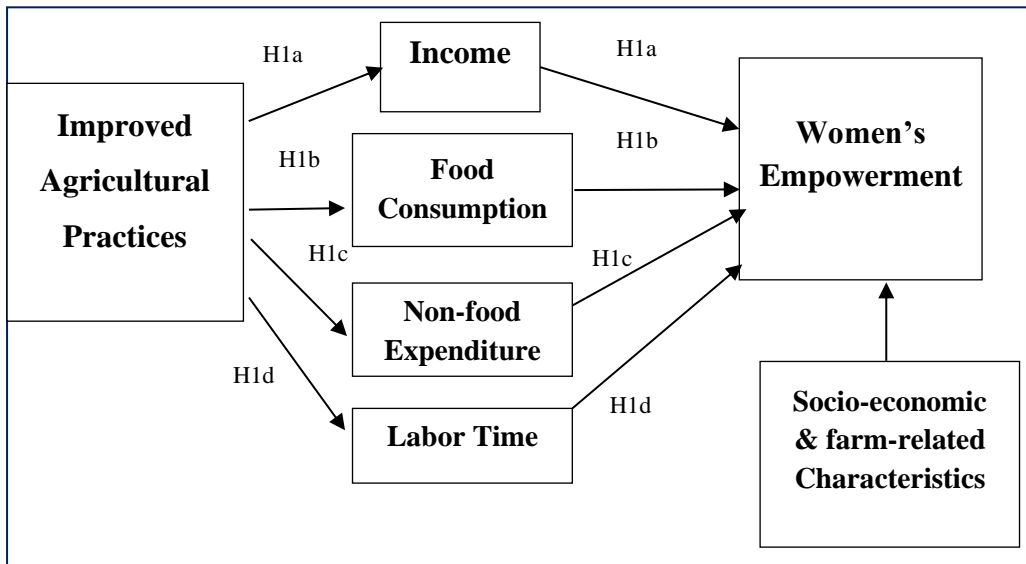 Improved
Agricultural
Practices
H1a
Income
H1a
H1b
Food
Consumption
H1b
H1c
Non-food
Expenditure
H1c
H1d
Labor Time
H1d
Women’s
Empowerment
Socio-economic
& farm-related
Characteristics